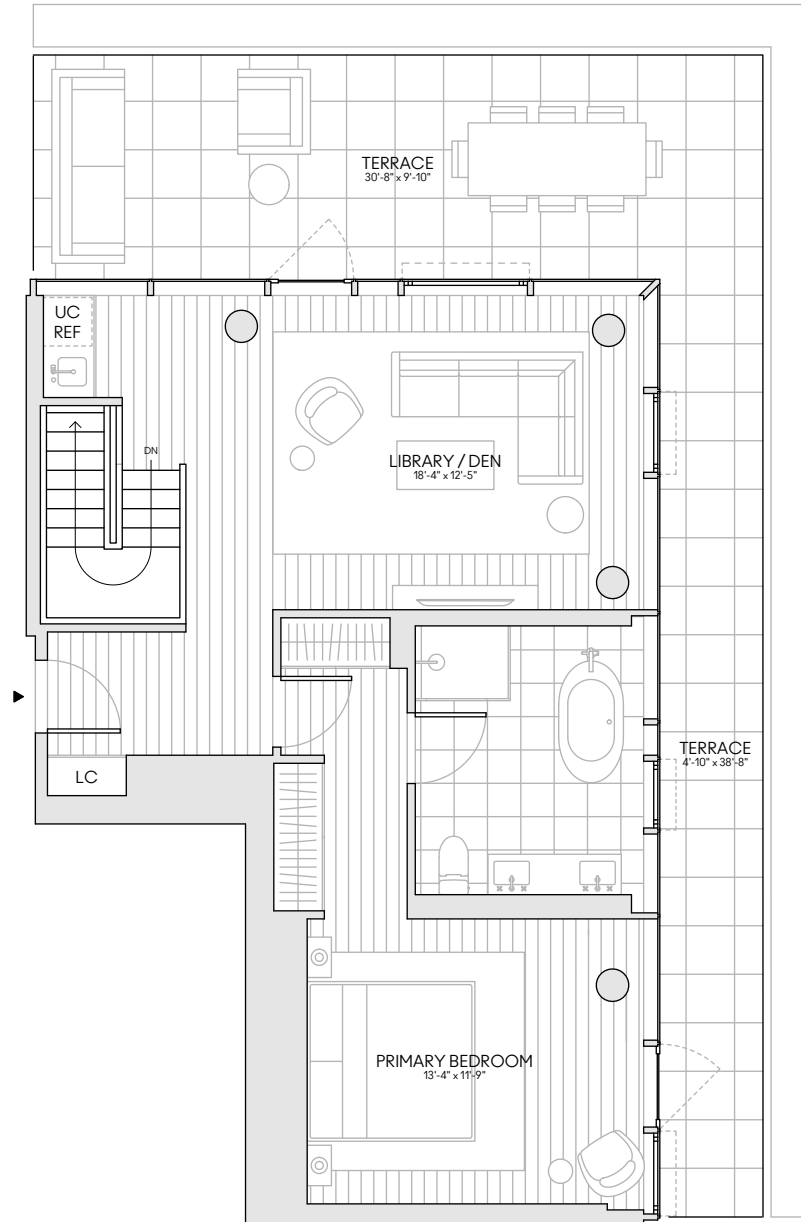 TERRACE
30'-8" x 9'-10"
UC
REF
DN
LIBRARY / DEN
18'-4" x 12'-5"
TERRACE
4'-10" x 38'-8"
LC
PRIMARY BEDROOM
13'-4" x 11'-9"